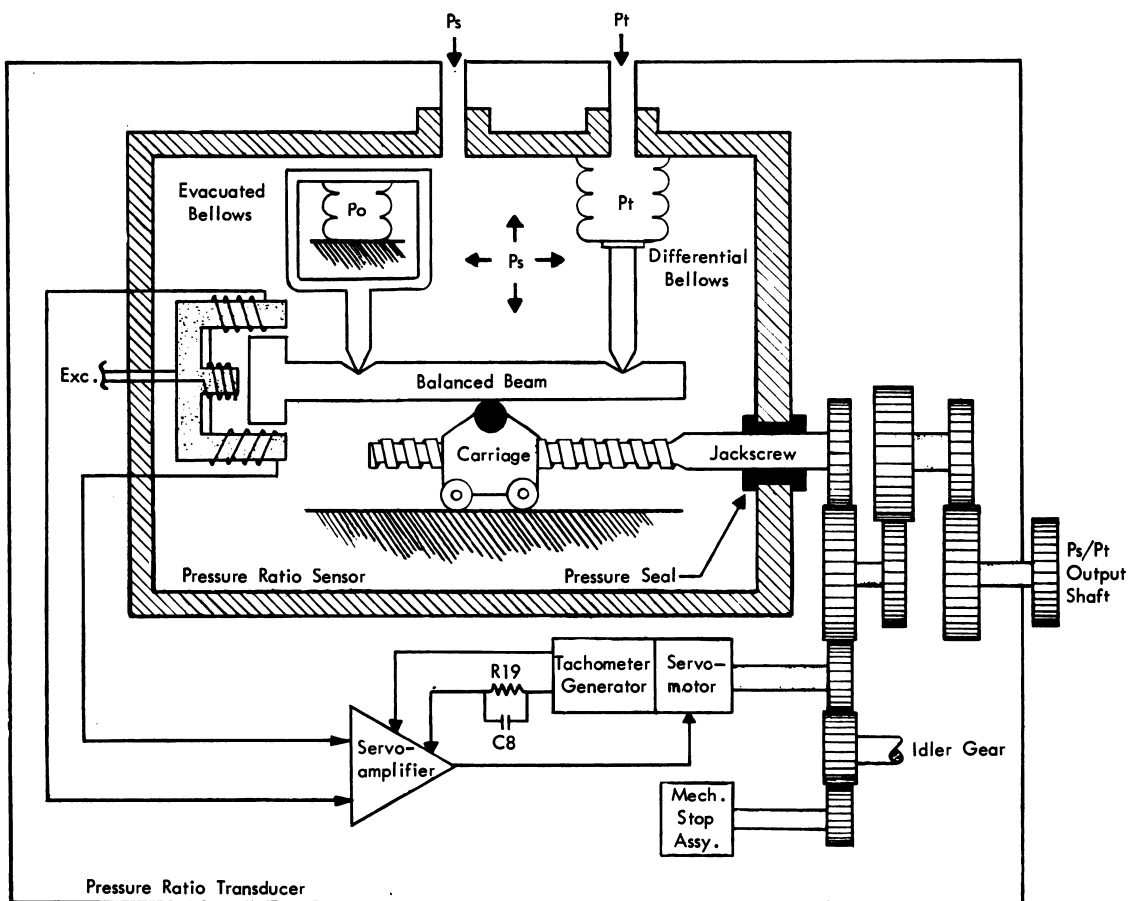 Ps
Pt
Evacuated
Bellows
Po
Pt
Ps
Differential
Bellows
Exc.
Balanced Beam
Carriage
Jackscrew
Pressure Ratio Sensor
Pressure Seal
Ps/Pt
Output
Shaft
R19
C8
Tachometer
Generator
Servo-
motor
Servo-
amplifier
Idler Gear
Mech.
Stop
Assy.
Pressure Ratio Transducer